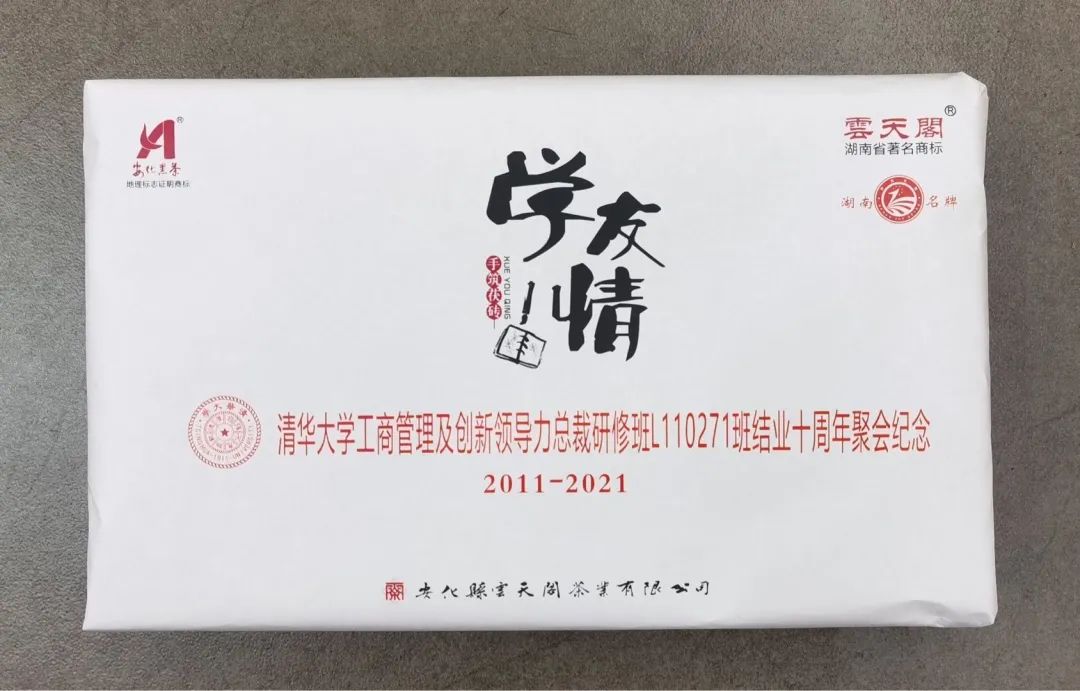 安化黑茶
地理标志证明商标
雲天閣®
湖南省著名商标
湖南名牌
学友情
手筑茯砖
XUE YOU QING
清华大学工商管理及创新领导力总裁研修班L110271班结业十周年聚会纪念
2011-2021
安化縣雲天阁茶業有限公司